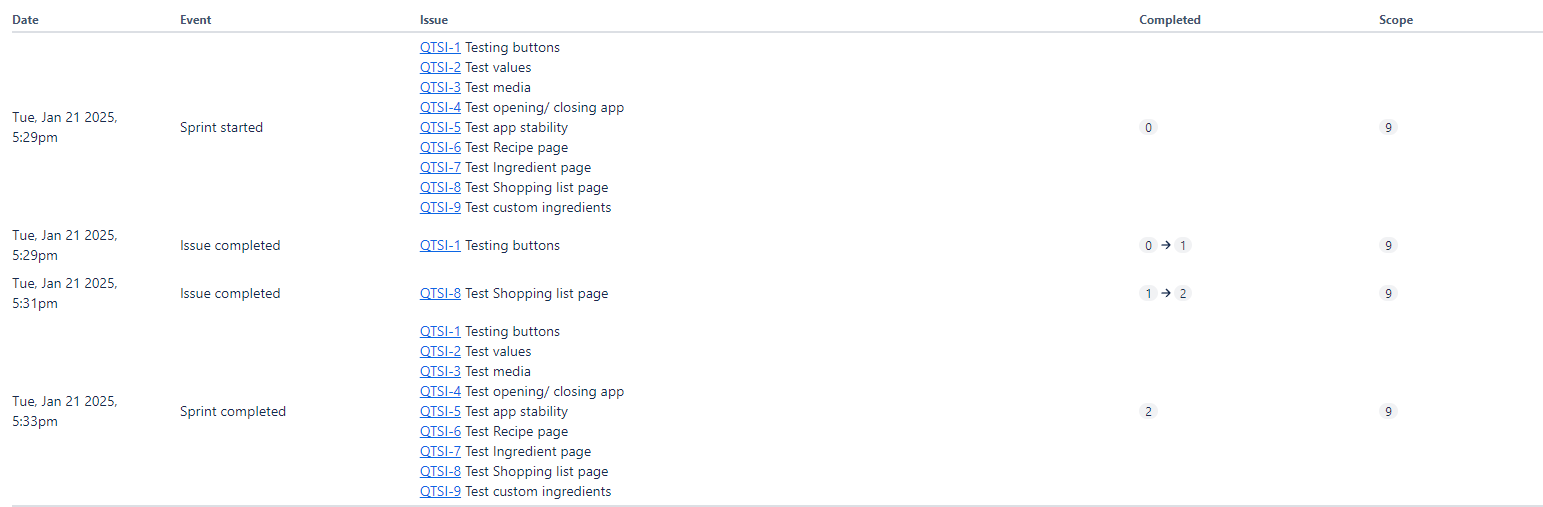 Date Event Issue Completed Scope
QTSI-1 Testing buttons
QTSI-2 Test values
QTSI-3 Test media
QTSI-4 Test opening/ closing app
Tue, Jan 21 2025,
5:29pm
Sprint started
QTSI-5 Test app stability
0 9
QTSI-6 Test Recipe page
QTSI-7 Test Ingredient page
QTSI-8 Test Shopping list page
QTSI-9 Test custom ingredients
Tue, Jan 21 2025,
5:29pm
Issue completed QTSI-1 Testing buttons 0 → 1 9
Tue, Jan 21 2025,
5:31pm
Issue completed QTSI-8 Test Shopping list page 1 → 2 9
QTSI-1 Testing buttons
QTSI-2 Test values
QTSI-3 Test media
QTSI-4 Test opening/ closing app
Tue, Jan 21 2025,
5:33pm
Sprint completed
QTSI-5 Test app stability
2 9
QTSI-6 Test Recipe page
QTSI-7 Test Ingredient page
QTSI-8 Test Shopping list page
QTSI-9 Test custom ingredients